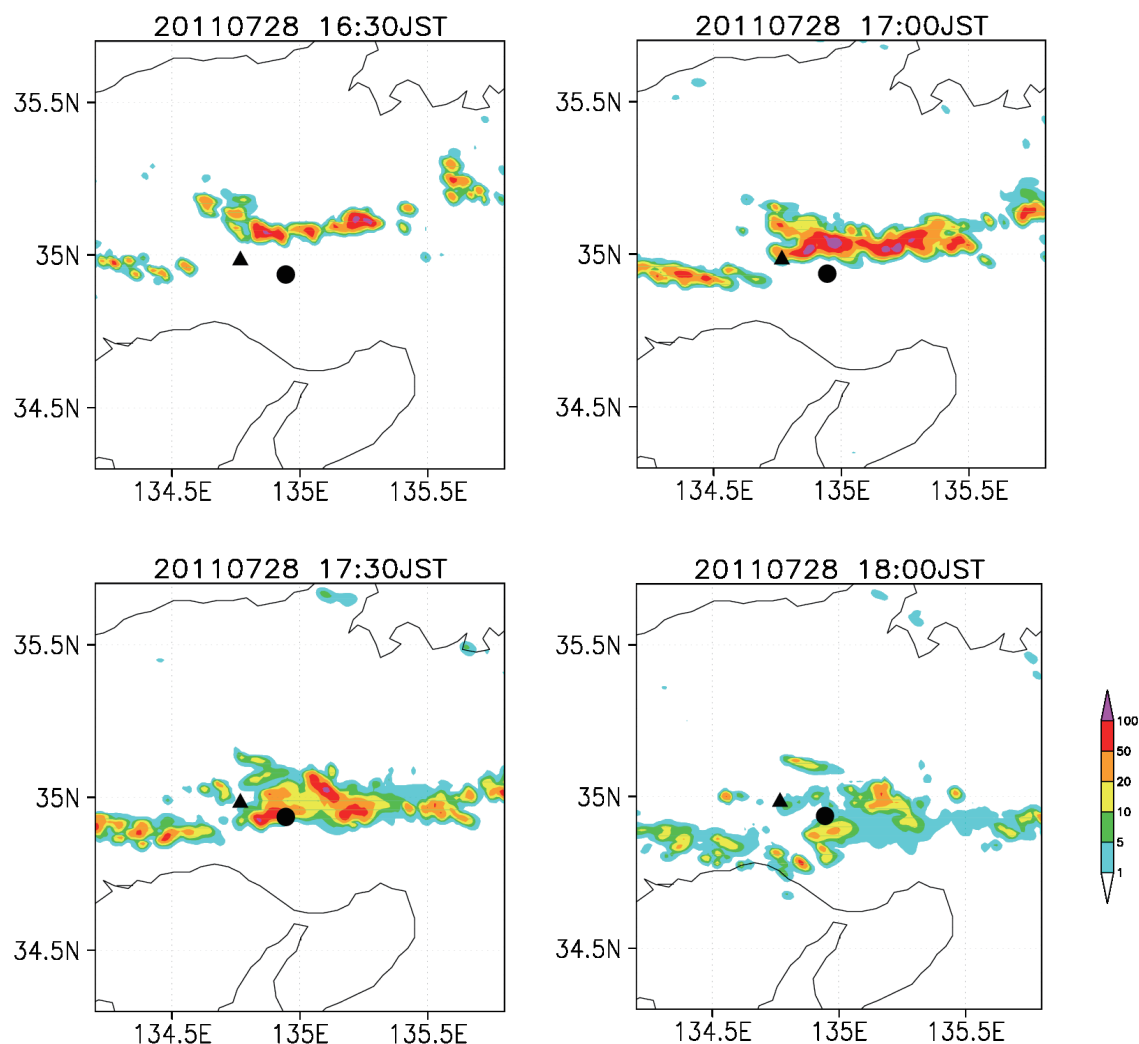 20110728 16:30JST
35.5N
35N
34.5N
134.5E 135E 135.5E
20110728 17:00JST
35.5N
35N
34.5N
134.5E 135E 135.5E
20110728 17:30JST
35.5N
35N
34.5N
134.5E 135E 135.5E
20110728 18:00JST
35.5N
35N
34.5N
134.5E 135E 135.5E
100
50
20
10
5
1